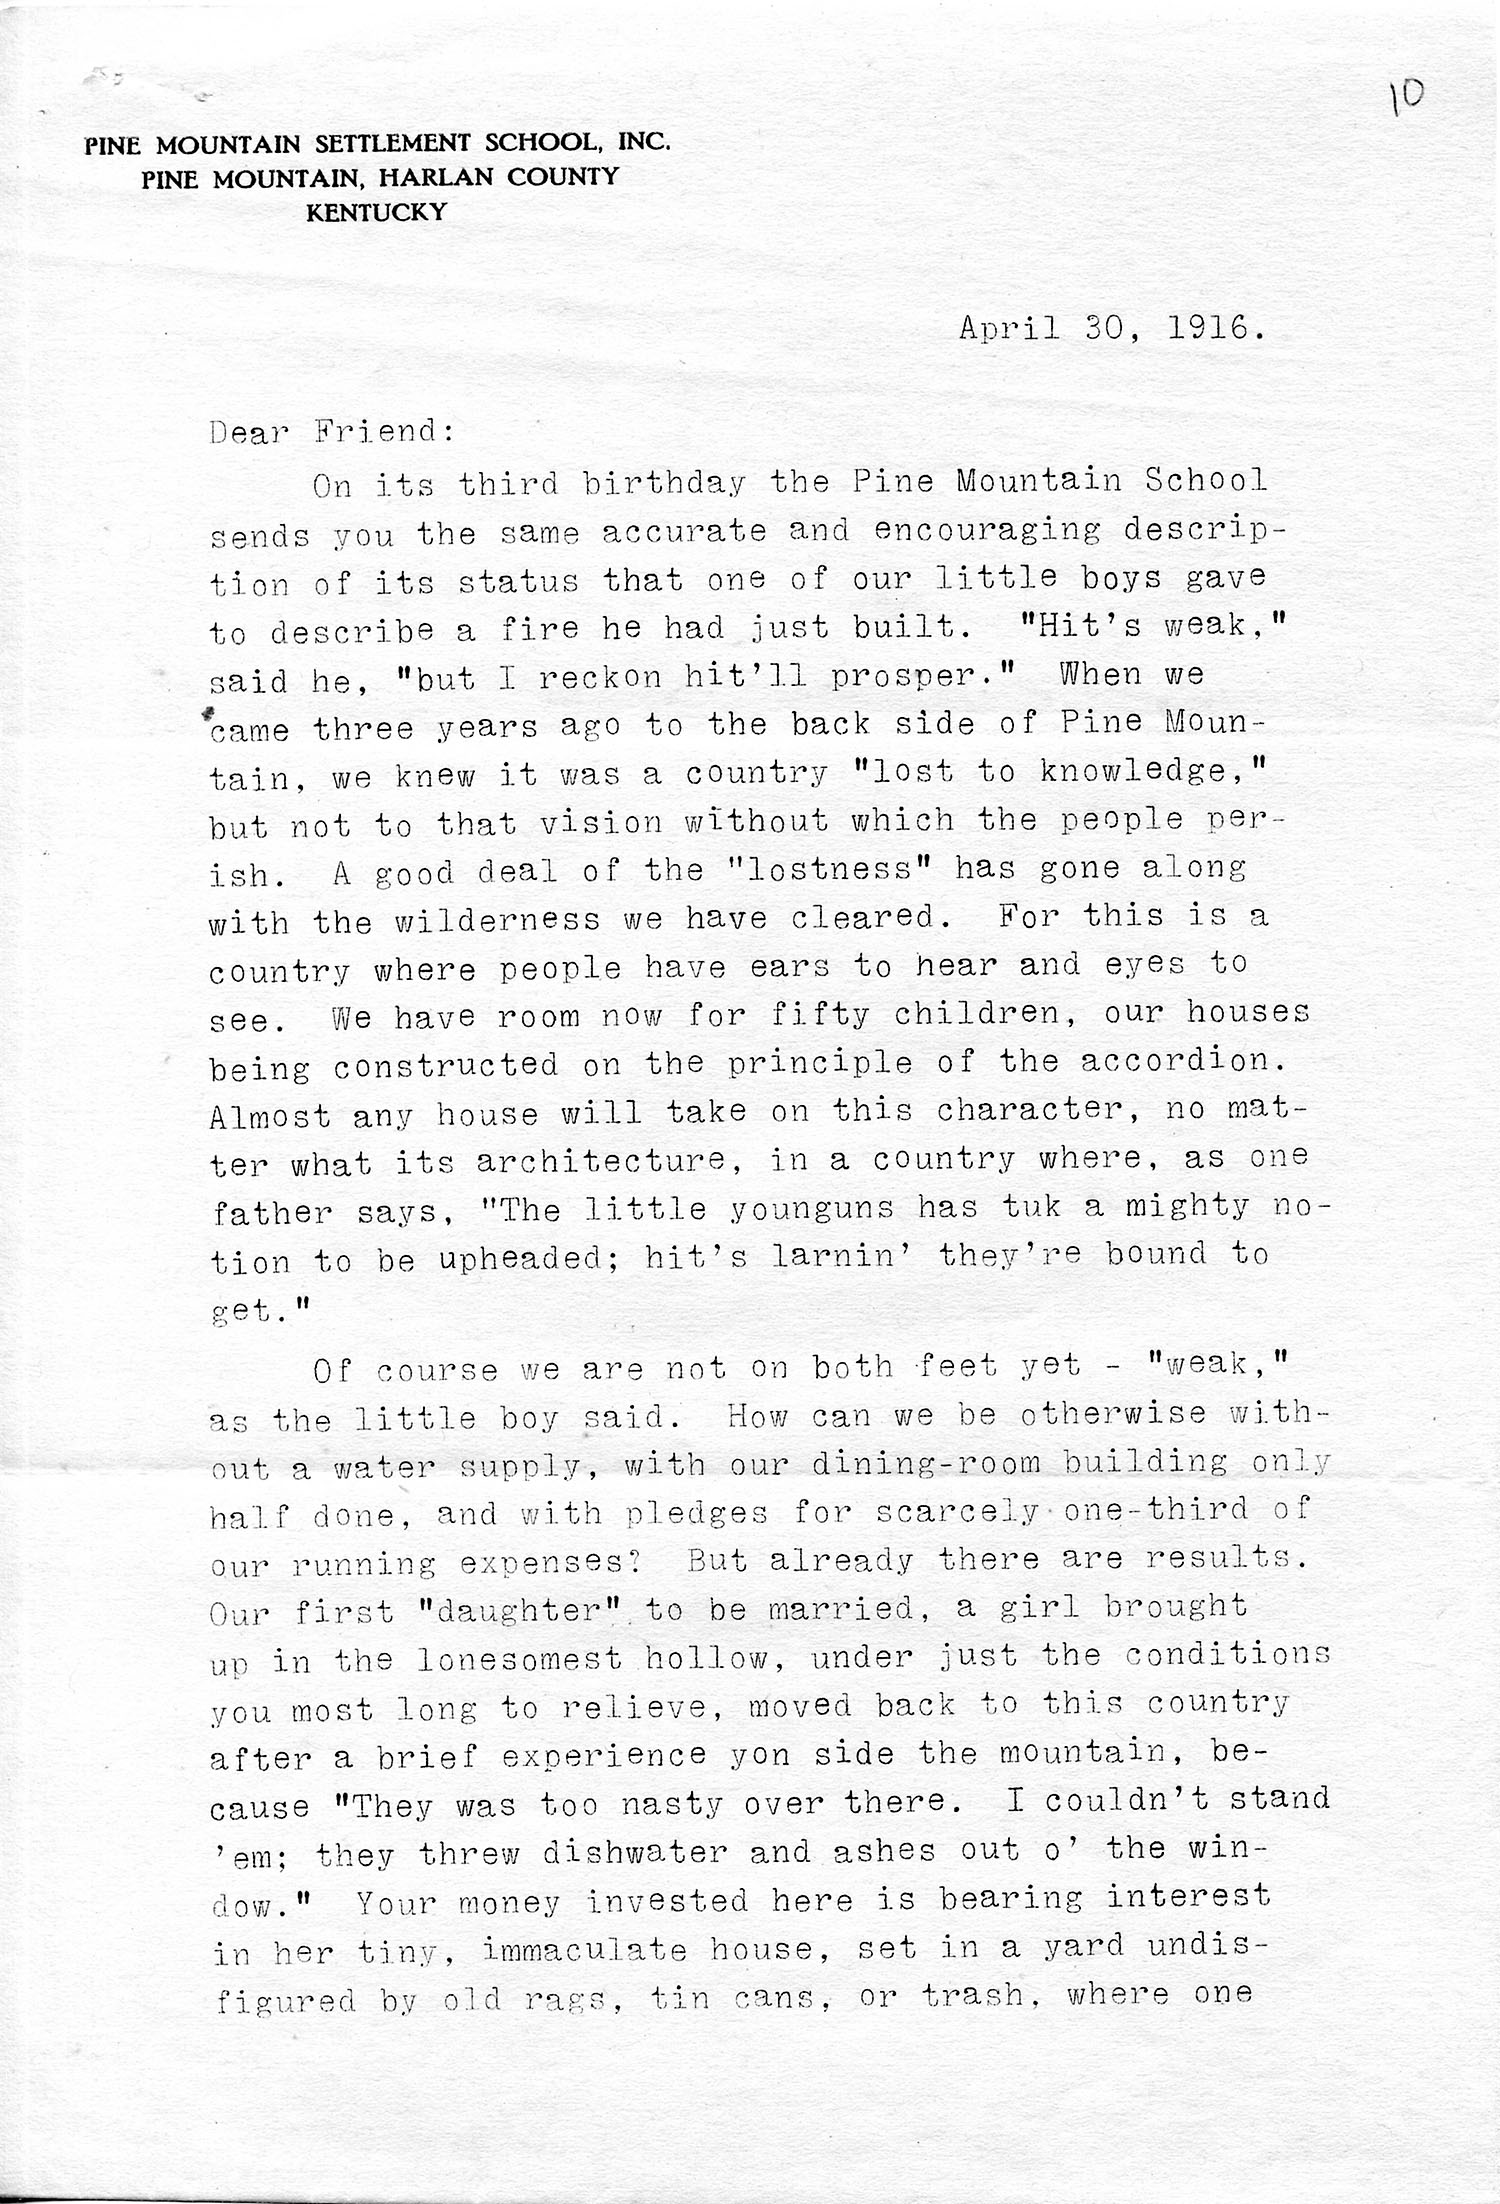 10
PINE MOUNTAIN SETTLEMENT SCHOOL, INC.
PINE MOUNTAIN, HARLAN COUNTY
KENTUCKY
April 30, 1916.
Dear Friend:
On its third birthday the Pine Mountain School
sends you the same accurate and encouraging descrip-
tion of its status that one of our little boys gave
to describe a fire he had just built. "Hit's weak,"
said he, "but I reckon hit'll prosper." When we
came three years ago to the back side of Pine Moun-
tain, we knew it was a country "lost to knowledge,"
but not to that vision without which the people per-
ish. A good deal of the "lostness" has gone along
with the wilderness we have cleared. For this is a
country where people have ears to hear and eyes to
see. We have room now for fifty children, our houses
being constructed on the principle of the accordion.
Almost any house will take on this character, no mat-
ter what its architecture, in a country where, as one
father says, "The little younguns has tuk a mighty no-
tion to be upheaded; hit's larnin' they're bound to
get."
Of course we are not on both feet yet - "weak,"
as the little boy said. How can we be otherwise with-
out a water supply, with our dining-room building only
half done, and with pledges for scarcely one-third of
our running expenses? But already there are results.
Our first "daughter" to be married, a girl brought
up in the lonesomest hollow, under just the conditions
you most long to relieve, moved back to this country
after a brief experience yon side the mountain, be-
cause "They was too nasty over there. I couldn't stand
'em; they threw dishwater and ashes out o' the win-
dow." Your money invested here is bearing interest
in her tiny, immaculate house, set in a yard undis-
figured by old rags, tin cans, or trash, where one